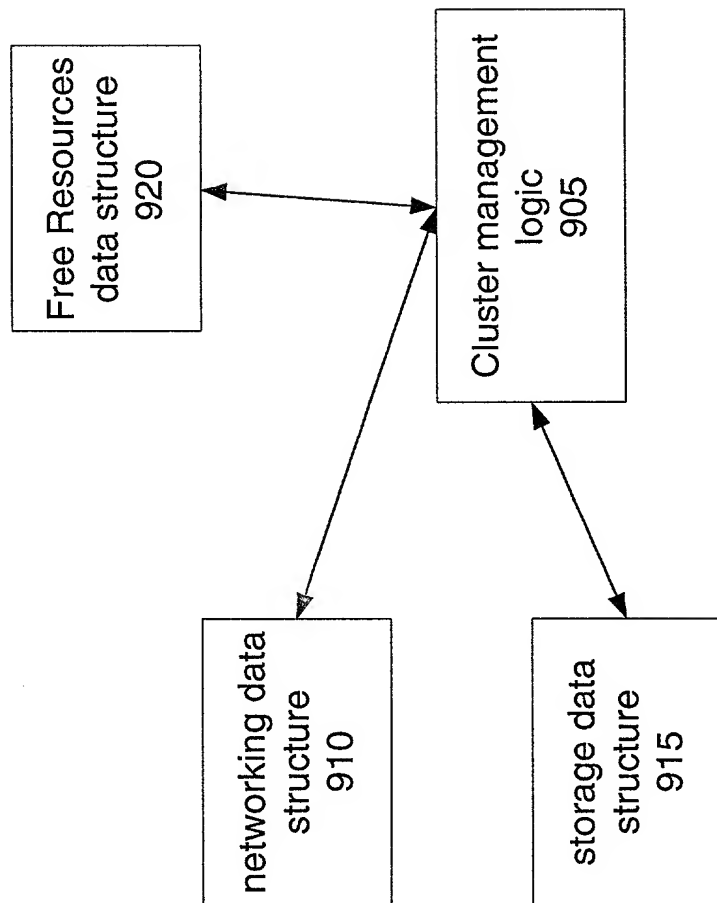 Free Resources
data structure
920
Cluster management
logic
905
networking data
structure
910
storage data
structure
915